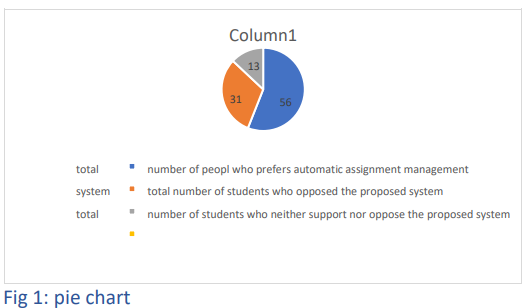 Column1
13
31
56
total number of peopl who prefers automatic assignment management
system total number of students who opposed the proposed system
total number of students who neither support nor oppose the proposed system
Fig 1: pie chart